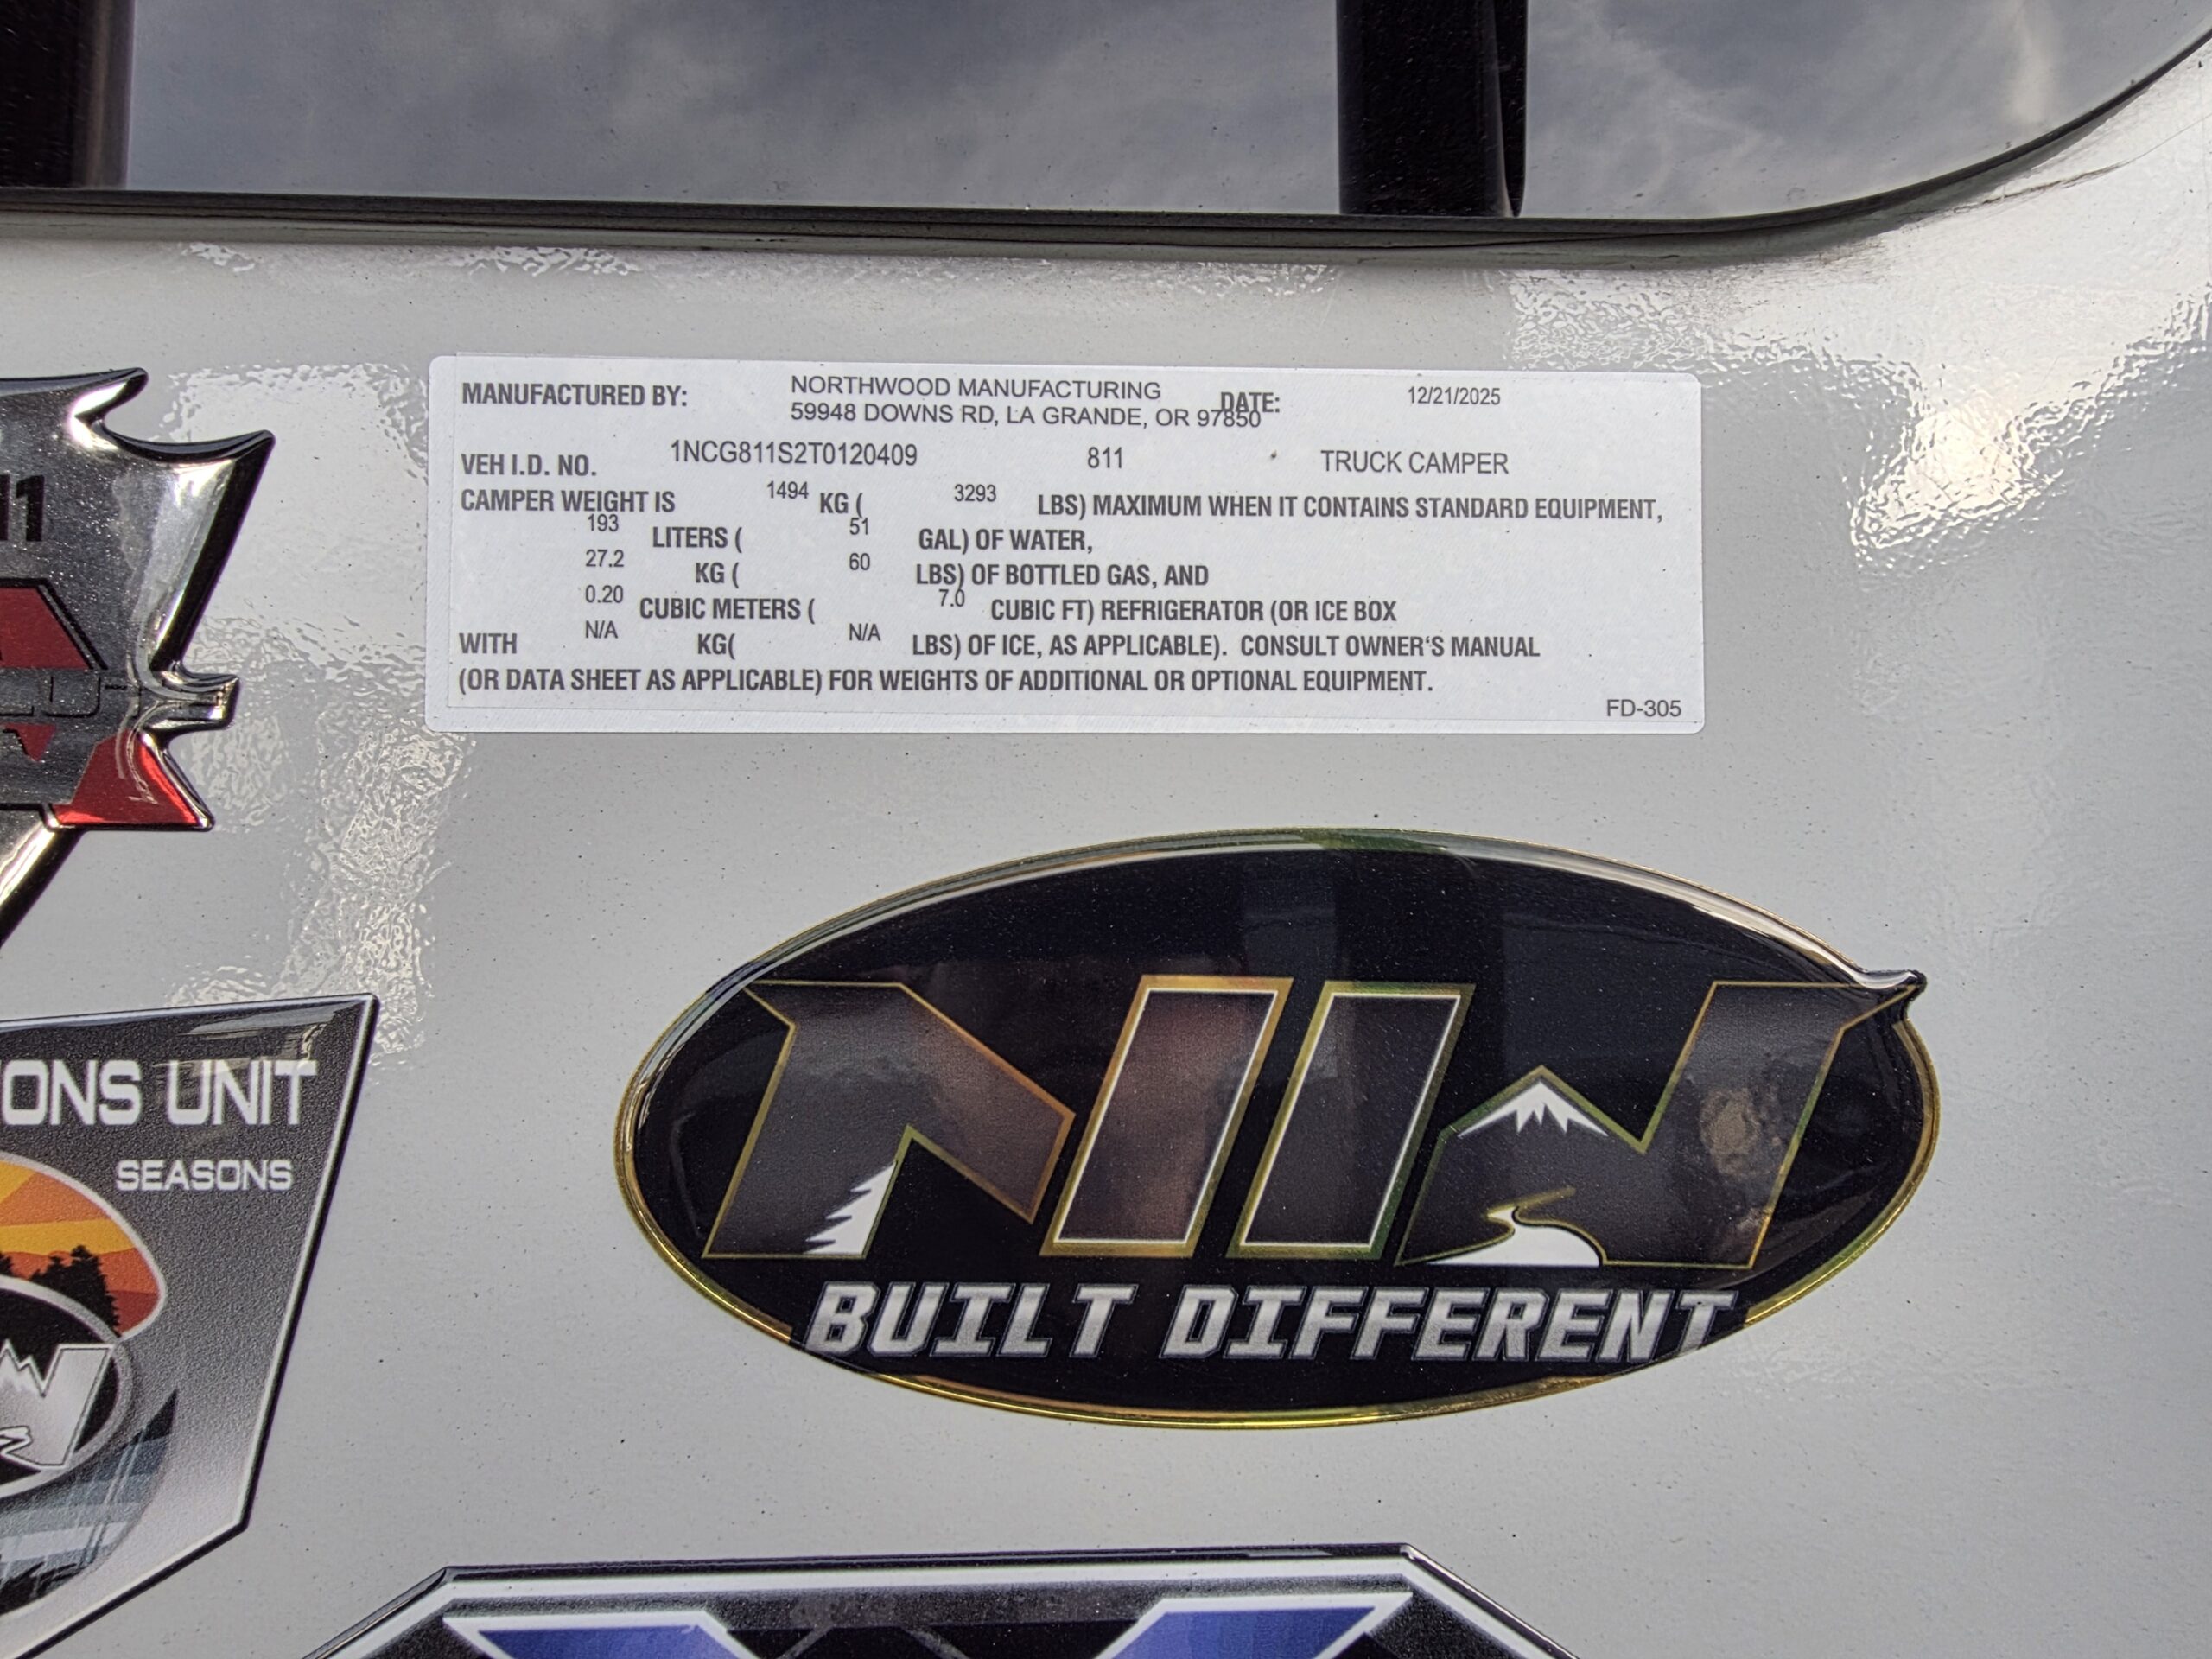 MANUFACTURED BY: NORTHWOOD MANUFACTURING DATE: 12/21/2025
59948 DOWNS RD, LA GRANDE, OR 97850
VEH I.D. NO. 1NCG811S2T0120409 811 TRUCK CAMPER
CAMPER WEIGHT IS 1494 KG ( 3293 LBS) MAXIMUM WHEN IT CONTAINS STANDARD EQUIPMENT,
193 LITERS ( 51 GAL) OF WATER,
27.2 KG ( 60 LBS) OF BOTTLED GAS, AND
0.20 CUBIC METERS ( 7.0 CUBIC FT) REFRIGERATOR (OR ICE BOX
WITH N/A KG( N/A LBS) OF ICE, AS APPLICABLE). CONSULT OWNER'S MANUAL
(OR DATA SHEET AS APPLICABLE) FOR WEIGHTS OF ADDITIONAL OR OPTIONAL EQUIPMENT.
FD-305
11
ONS UNIT
SEASONS
NW
BUILT DIFFERENT